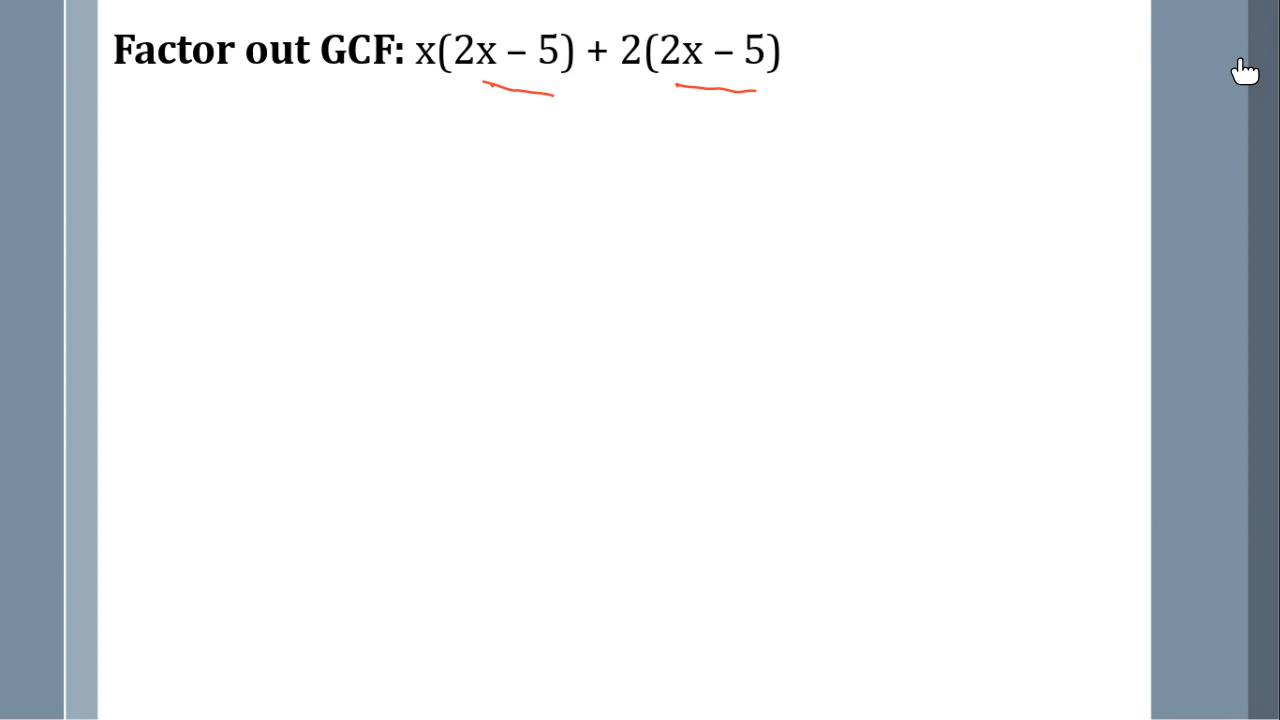 Factor out GCF: x(2x – 5) + 2(2x – 5)